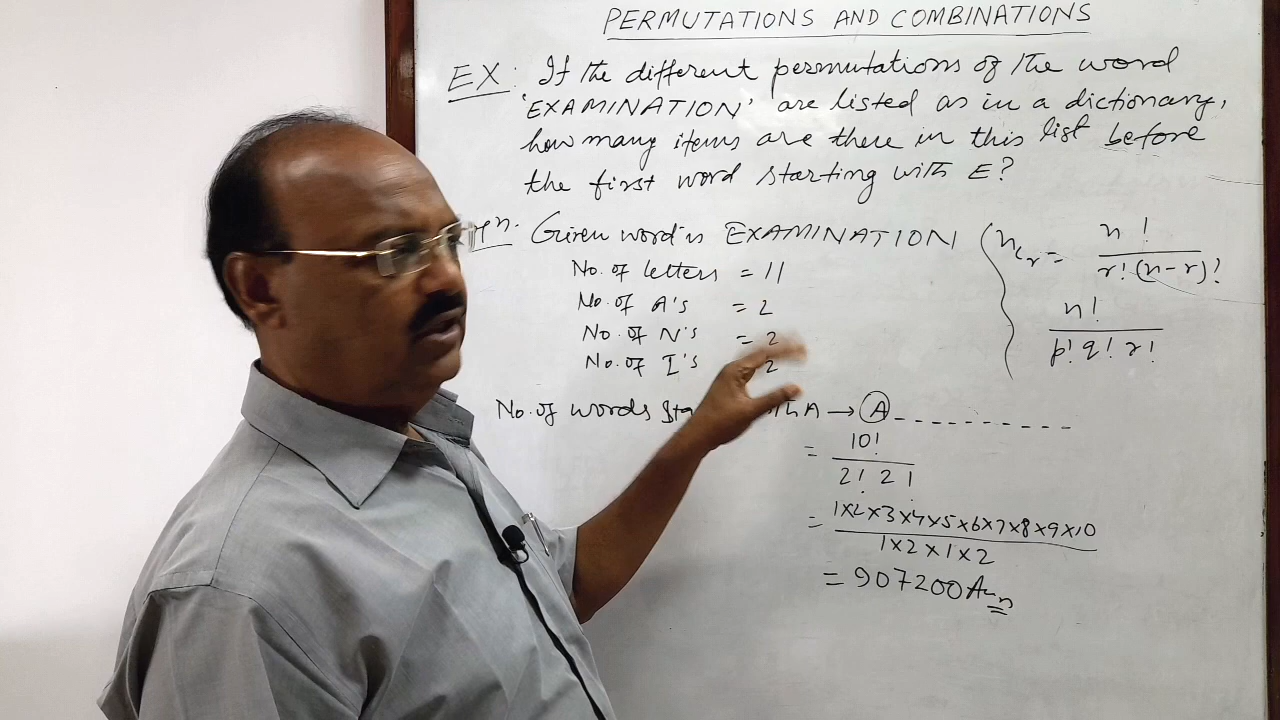 PERMUTATIONS AND COMBINATIONS
EX: If the different permutations of the word
'EXAMINATION' are listed as in a dictionary,
how many items are there in this list before
the first word starting with E?
Given word is EXAMINATION
No. of letters = 11
No. of A's = 2
No. of N's = 2
No. of I's 2
No. of words A → A ----------
= 10!
2! 2!
= 1×2×3×4×5×6×7×8×9×10
1×2×1×2
= 907200 Ans
nCr = n!
r!(n-r)!
n!
p! q! r!